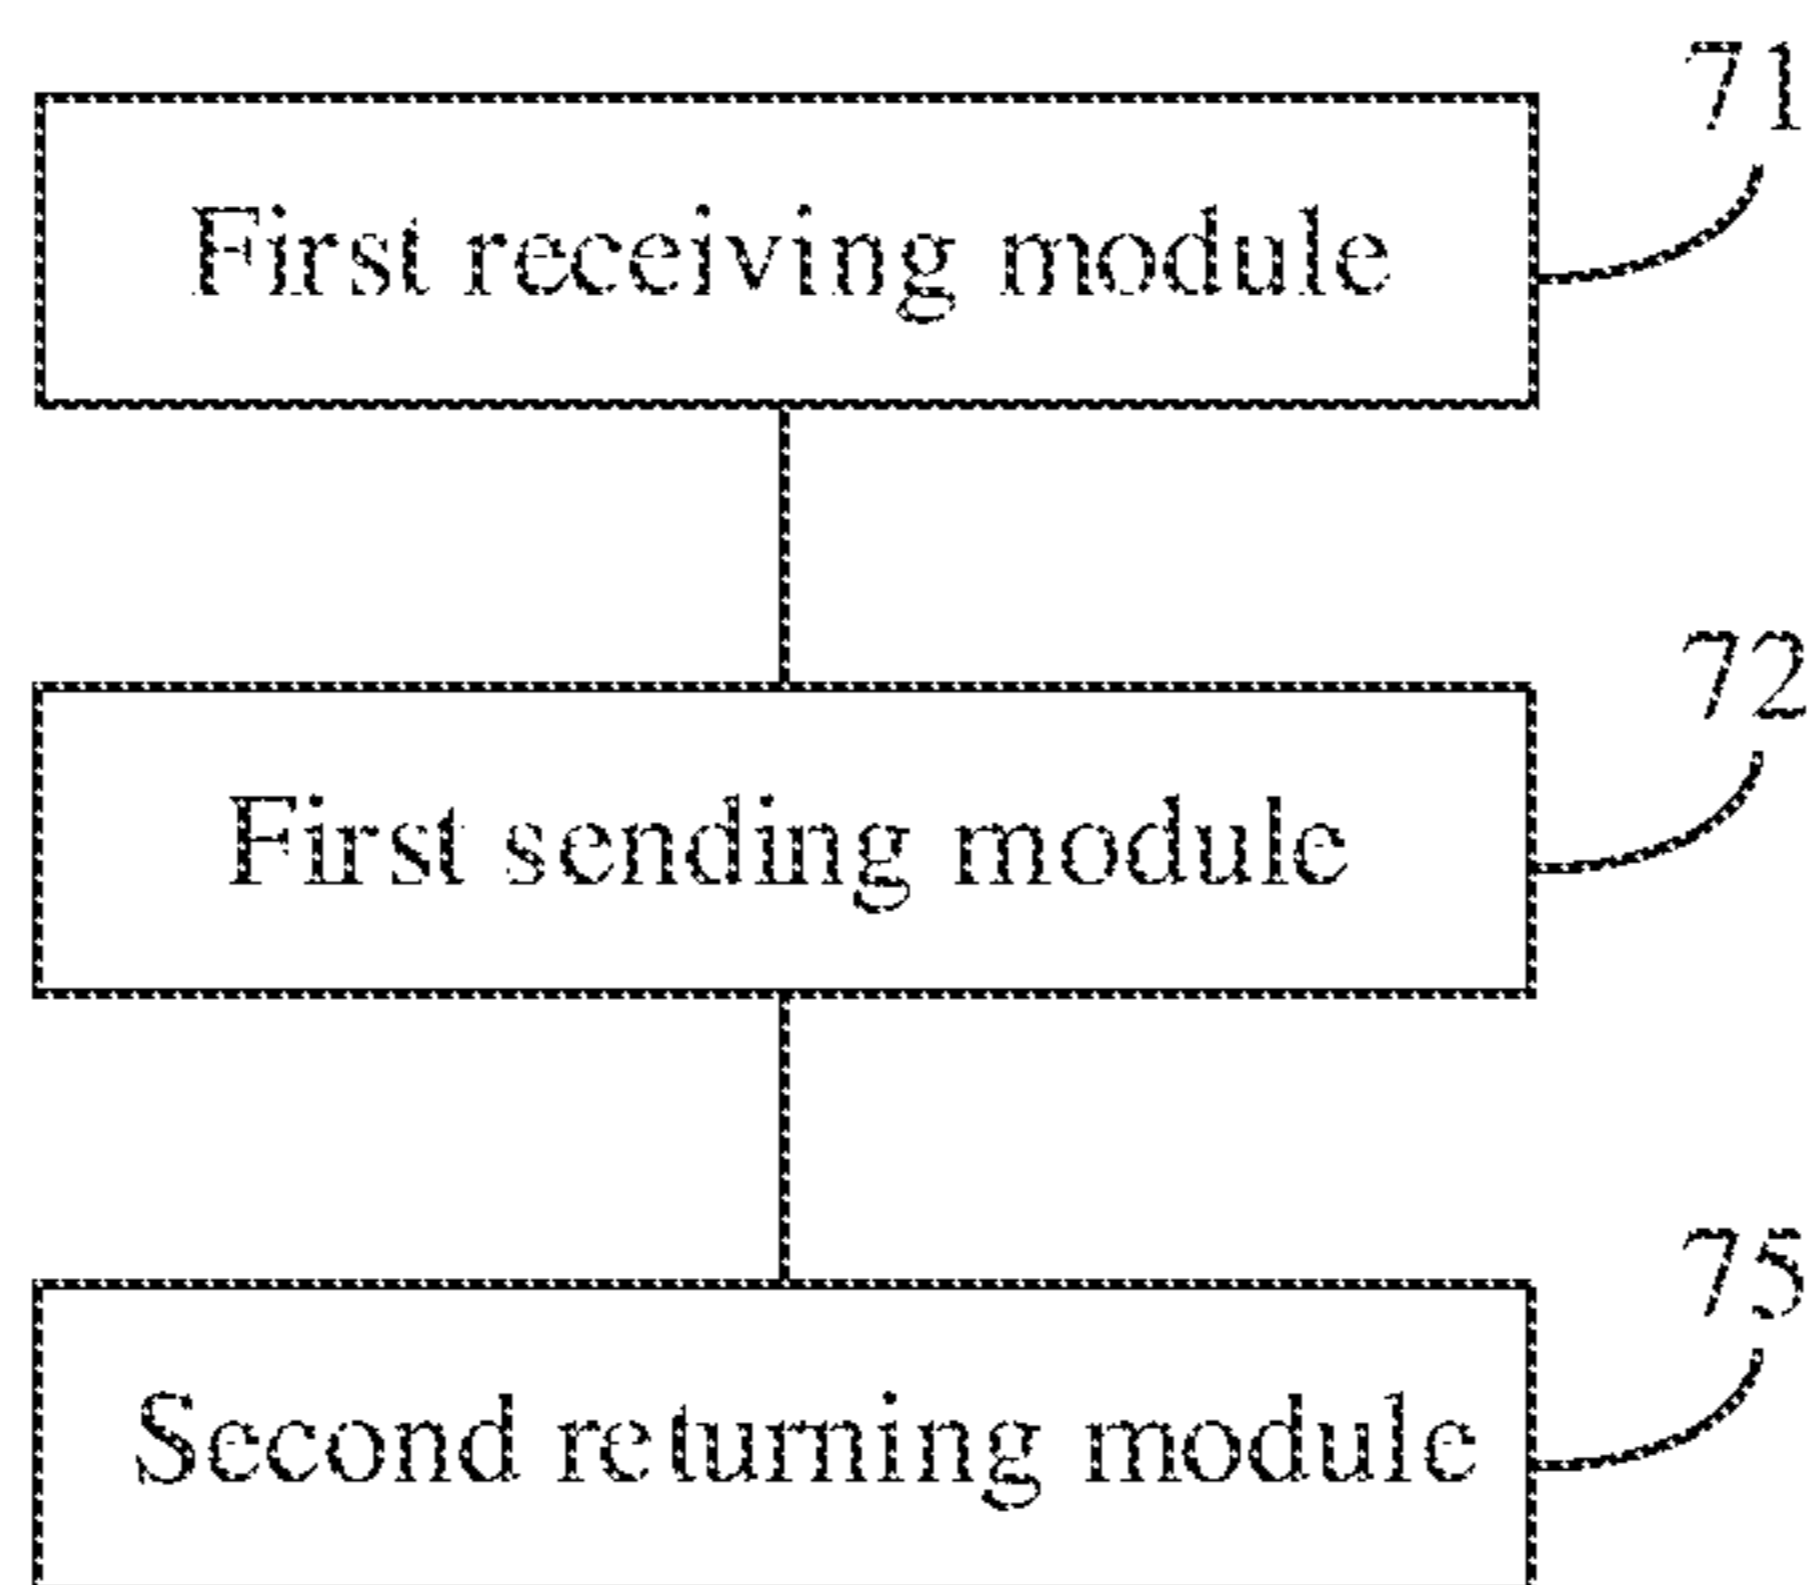 71
First receiving module
72
First sending module
75
Second returning module